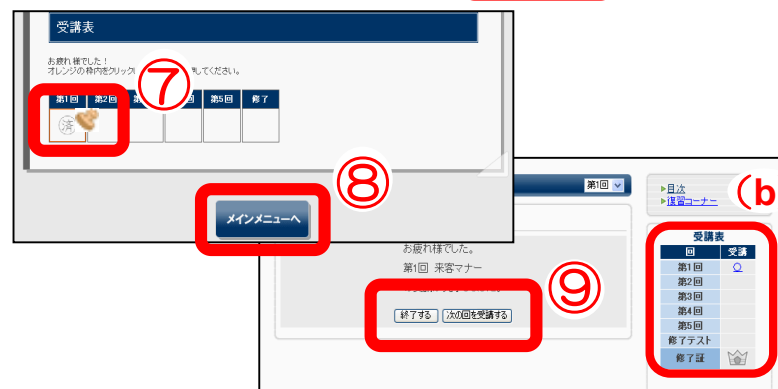 受講表
お疲れ様でした！
オレンジの枠内をクリック してください。
⑦
第1回 第2回 第5回 修了
済
⑧
メインメニューへ
第1回
▶目次
▶復習コーナー
（b
お疲れ様でした。
第1回 来客マナー
⑨
終了する 次の回を受講する
受講表
回 受講
第1回 ○
第2回
第3回
第4回
第5回
修了テスト
修了証